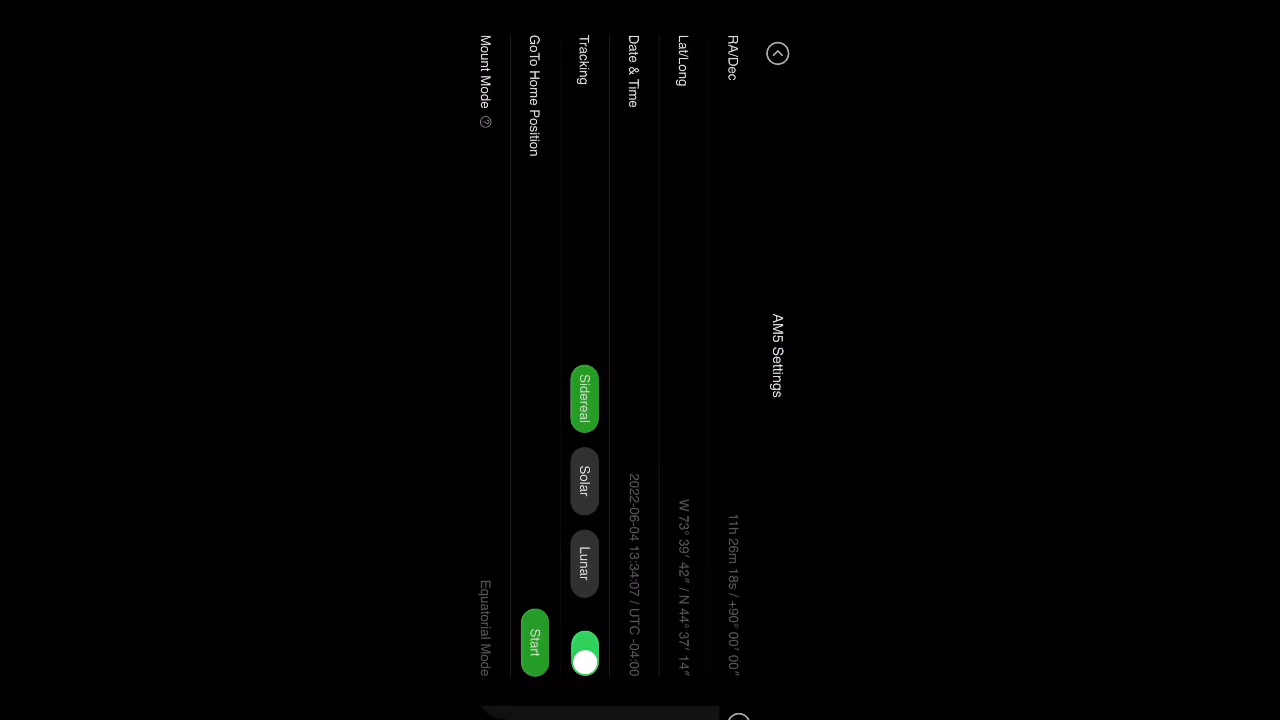 AM5 Settings
RA/Dec 11h 26m 18s / +90° 00′ 00″
Lat/Long W 73° 39′ 42″ / N 44° 37′ 14″
Date & Time 2022-06-04 13:34:07 / UTC -04:00
Tracking Sidereal Solar Lunar
GoTo Home Position Start
Mount Mode ? Equatorial Mode